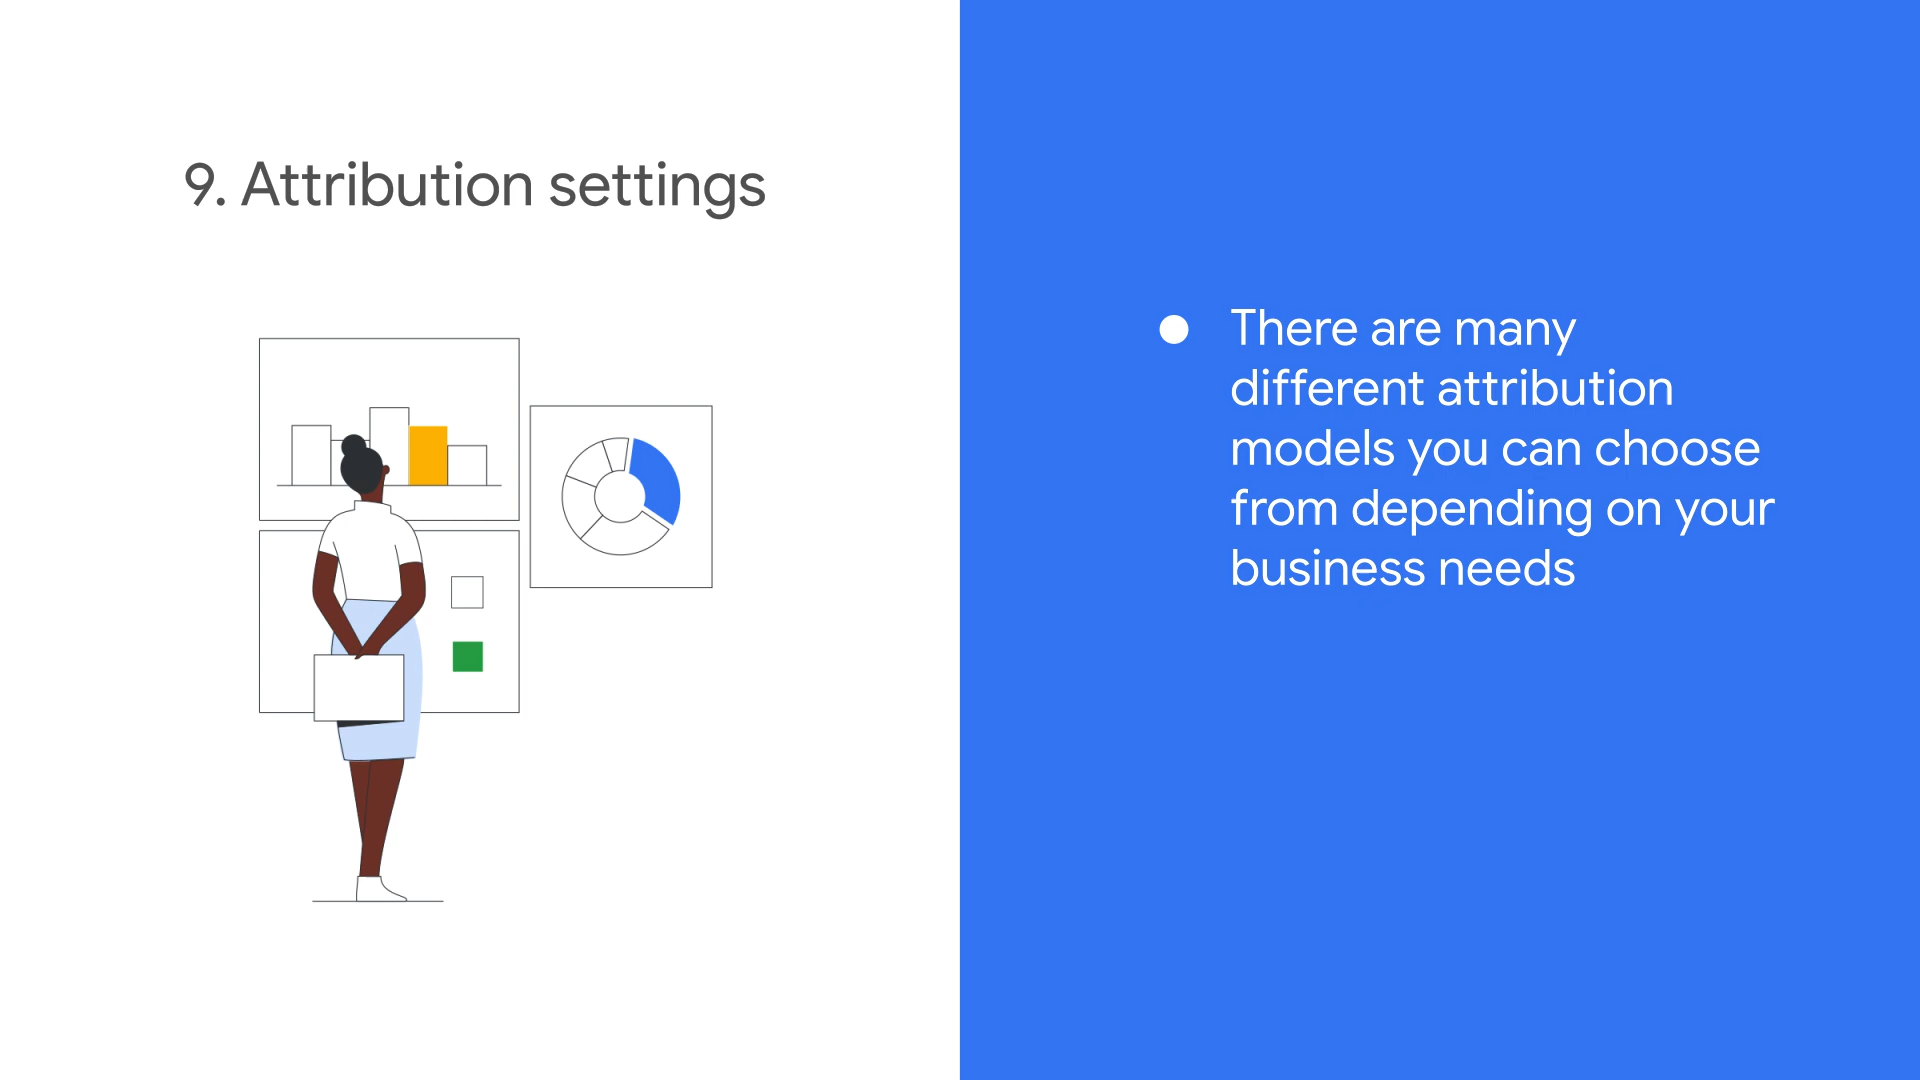 9. Attribution settings
● There are many
different attribution
models you can choose
from depending on your
business needs